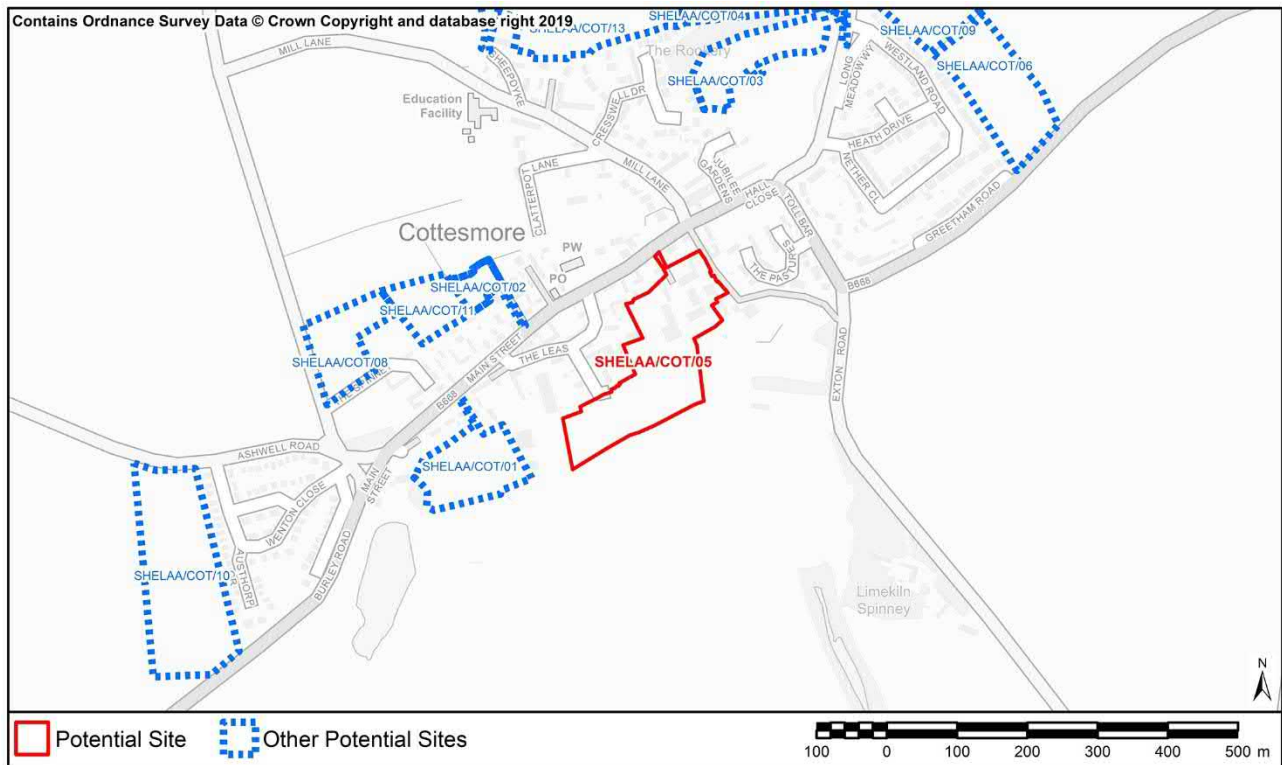 Contains Ordnance Survey Data © Crown Copyright and database right 2019
SHELAA/COT/13
SHELAA/COT/04
SHELAA/COT/09
MILL LANE
SHEEPDYKE
The Rookery
SHELAA/COT/03
LONG
MEADOW WY
WESTLAND ROAD
SHELAA/COT/06
Education
Facility
CRESSWELL DR
HEATH DRIVE
NETHER CL
CLATTERPOT LANE
MILL LANE
JUBILEE
GARDENS
HALL
CLOSE
TOLL BAR
GREETHAM ROAD
Cottesmore
PW
PO
THE PASTURES
B668
SHELAA/COT/02
SHELAA/COT/11
SHELAA/COT/08
MAIN STREET
THE LEAS
SHELAA/COT/05
EXTON ROAD
B668
ASHWELL ROAD
SHELAA/COT/01
MAIN
STREET
WENTON CLOSE
SHELAA/COT/10
BURLEY ROAD
Limekiln
Spinney
N
Potential Site
Other Potential Sites
100 0 100 200 300 400 500 m